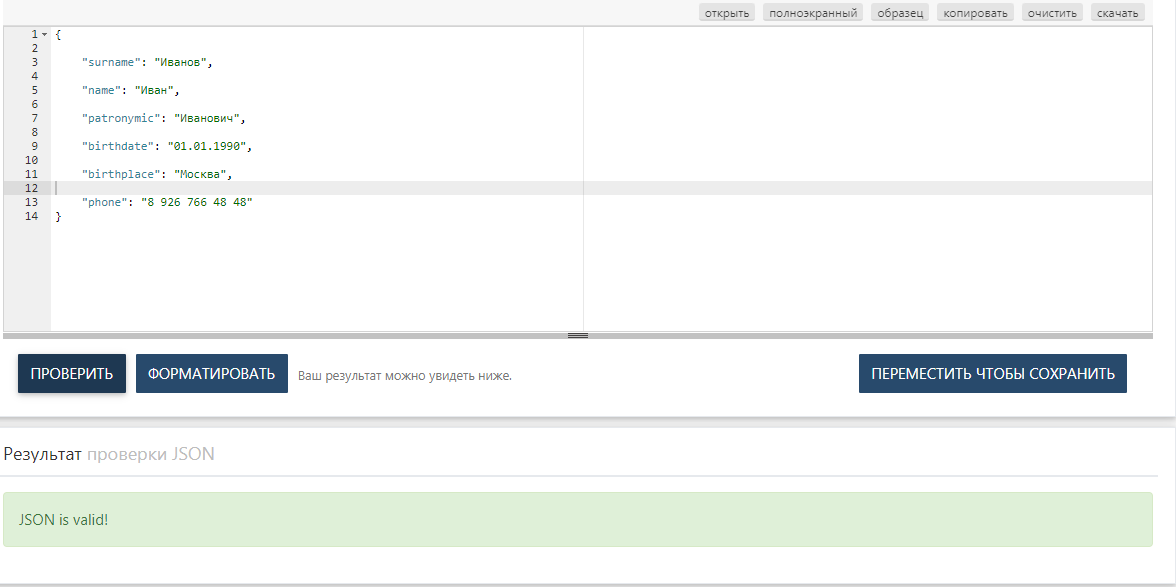 открыть полноэкранный образец копировать очистить скачать
1 {
2
3 "surname": "Иванов",
4
5 "name": "Иван",
6
7 "patronymic": "Иванович",
8
9 "birthdate": "01.01.1990",
10
11 "birthplace": "Москва",
12
13 "phone": "8 926 766 48 48"
14 }
ПРОВЕРИТЬ ФОРМАТИРОВАТЬ Ваш результат можно увидеть ниже. ПЕРЕМЕСТИТЬ ЧТОБЫ СОХРАНИТЬ
Результат проверки JSON
JSON is valid!